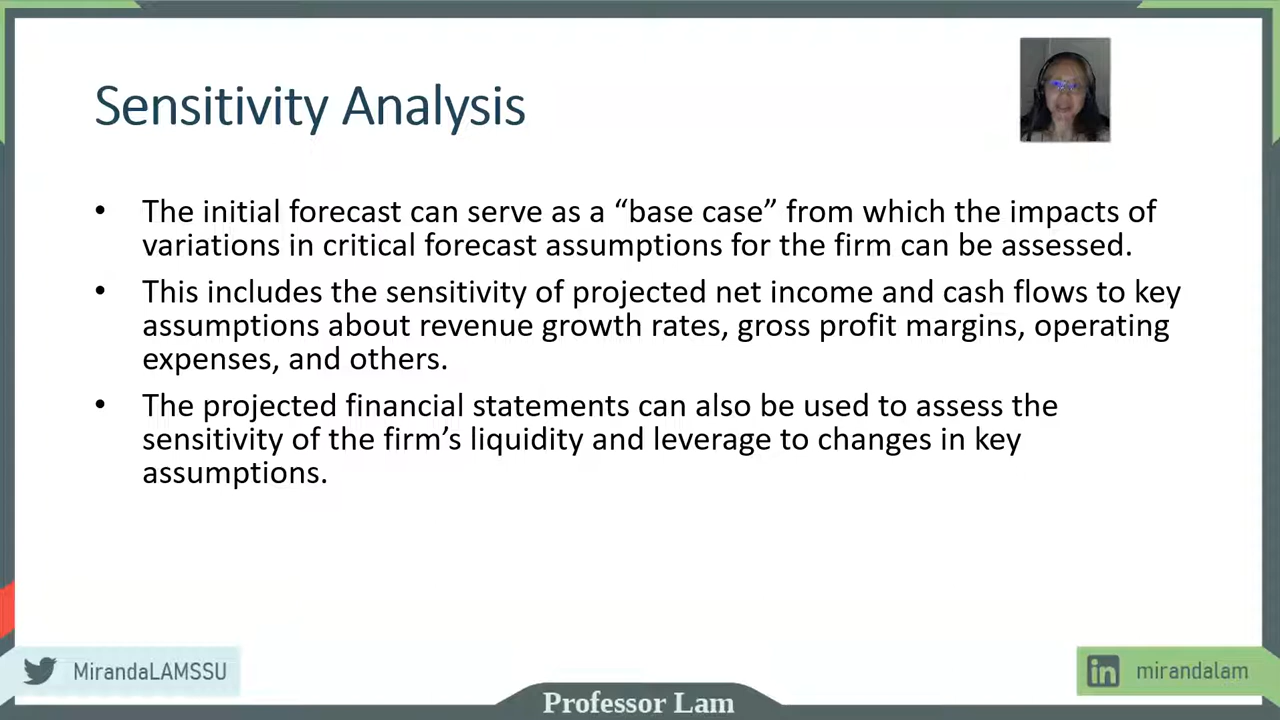 Sensitivity Analysis
• The initial forecast can serve as a “base case” from which the impacts of
variations in critical forecast assumptions for the firm can be assessed.
• This includes the sensitivity of projected net income and cash flows to key
assumptions about revenue growth rates, gross profit margins, operating
expenses, and others.
• The projected financial statements can also be used to assess the
sensitivity of the firm’s liquidity and leverage to changes in key
assumptions.
MirandaLAMSSU
in mirandalam
Professor Lam